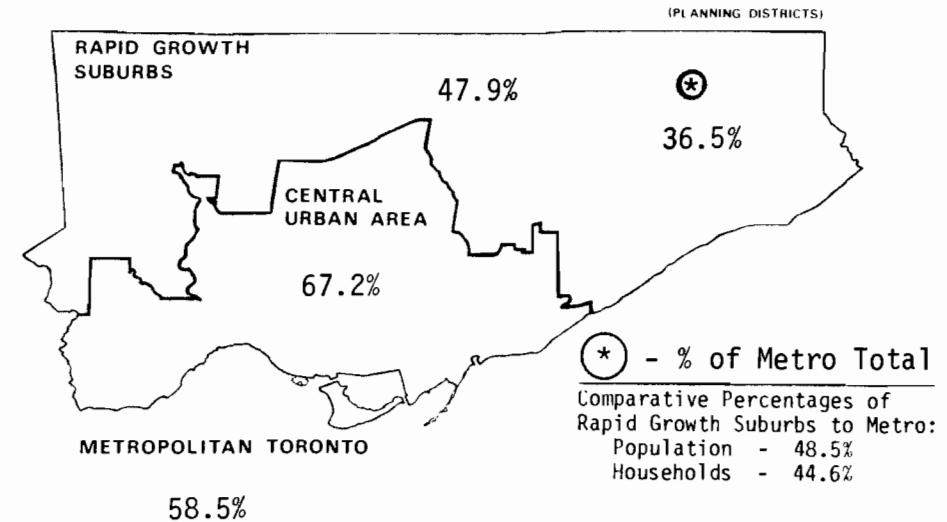 (PLANNING DISTRICTS)
RAPID GROWTH
SUBURBS
47.9%
(*)
36.5%
CENTRAL
URBAN AREA
67.2%
(*) - % of Metro Total
Comparative Percentages of
Rapid Growth Suburbs to Metro:
Population - 48.5%
Households - 44.6%
METROPOLITAN TORONTO
58.5%